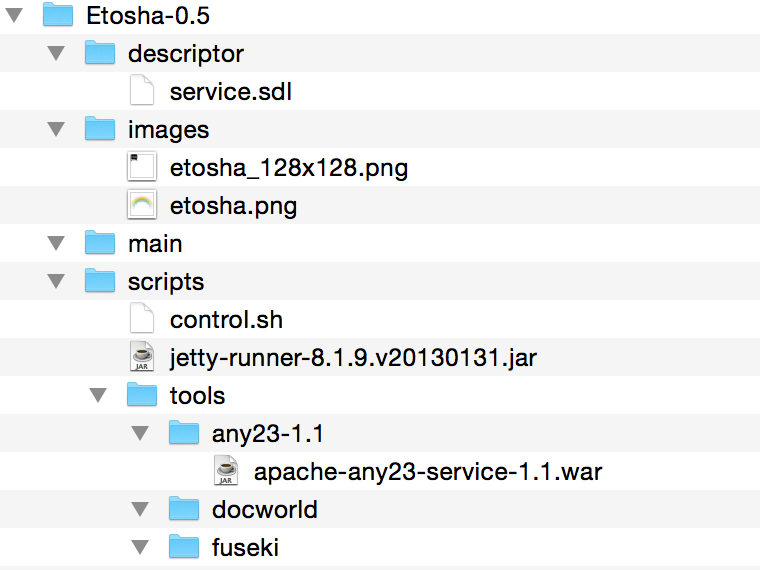 Etosha-0.5
descriptor
service.sdl
images
etosha_128x128.png
etosha.png
main
scripts
control.sh
JAR jetty-runner-8.1.9.v20130131.jar
tools
any23-1.1
JAR apache-any23-service-1.1.war
docworld
fuseki